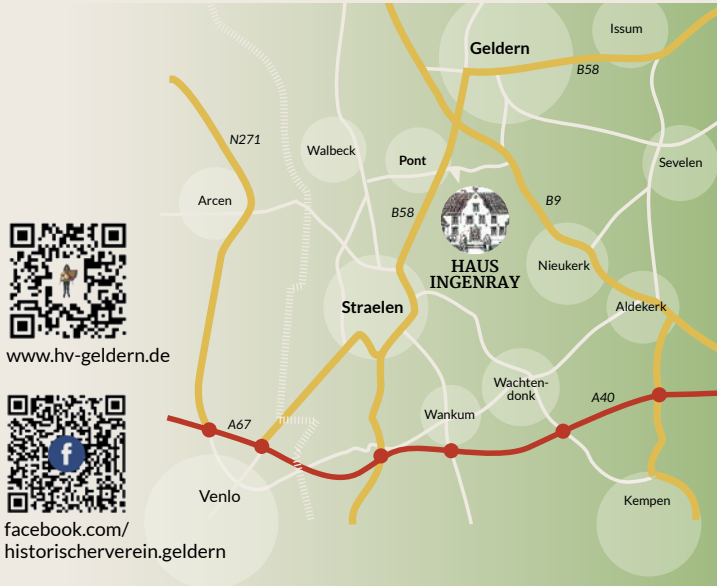 Issum
Geldern
B58
N271
Walbeck
Pont
Sevelen
Arcen
B58
B9
HAUS
INGENRAY
Nieukerk
Straelen
Aldekerk
www.hv-geldern.de
Wachten-
donk
A40
Wankum
A67
Venlo
Kempen
f
facebook.com/
historischerverein.geldern